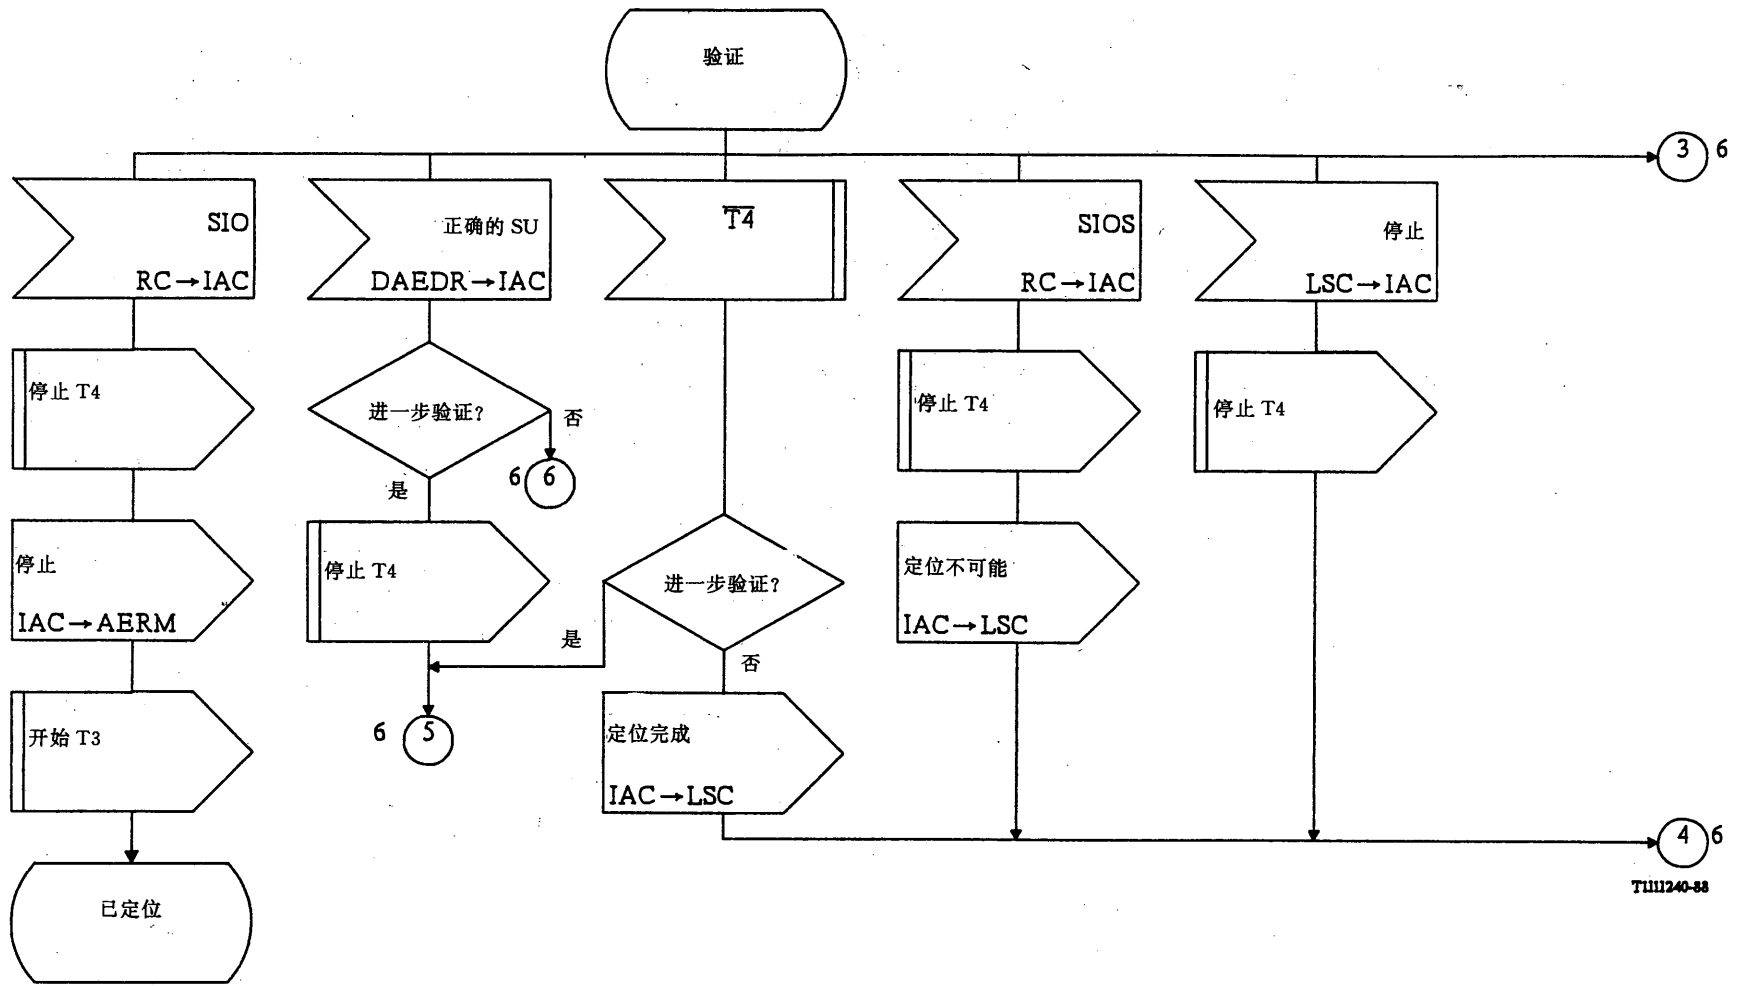 验证
3 6
SIO
RC→IAC
正确的 SU
DAEDR→IAC
T4
SIOS
RC→IAC
停止
LSC→IAC
停止 T4
进一步验证?
否
6 6
是
停止 T4
停止 T4
停止
IAC→AERM
停止 T4
进一步验证?
是
否
定位不可能
IAC→LSC
开始 T3
6 5
定位完成
IAC→LSC
4 6
T1111240-88
已定位